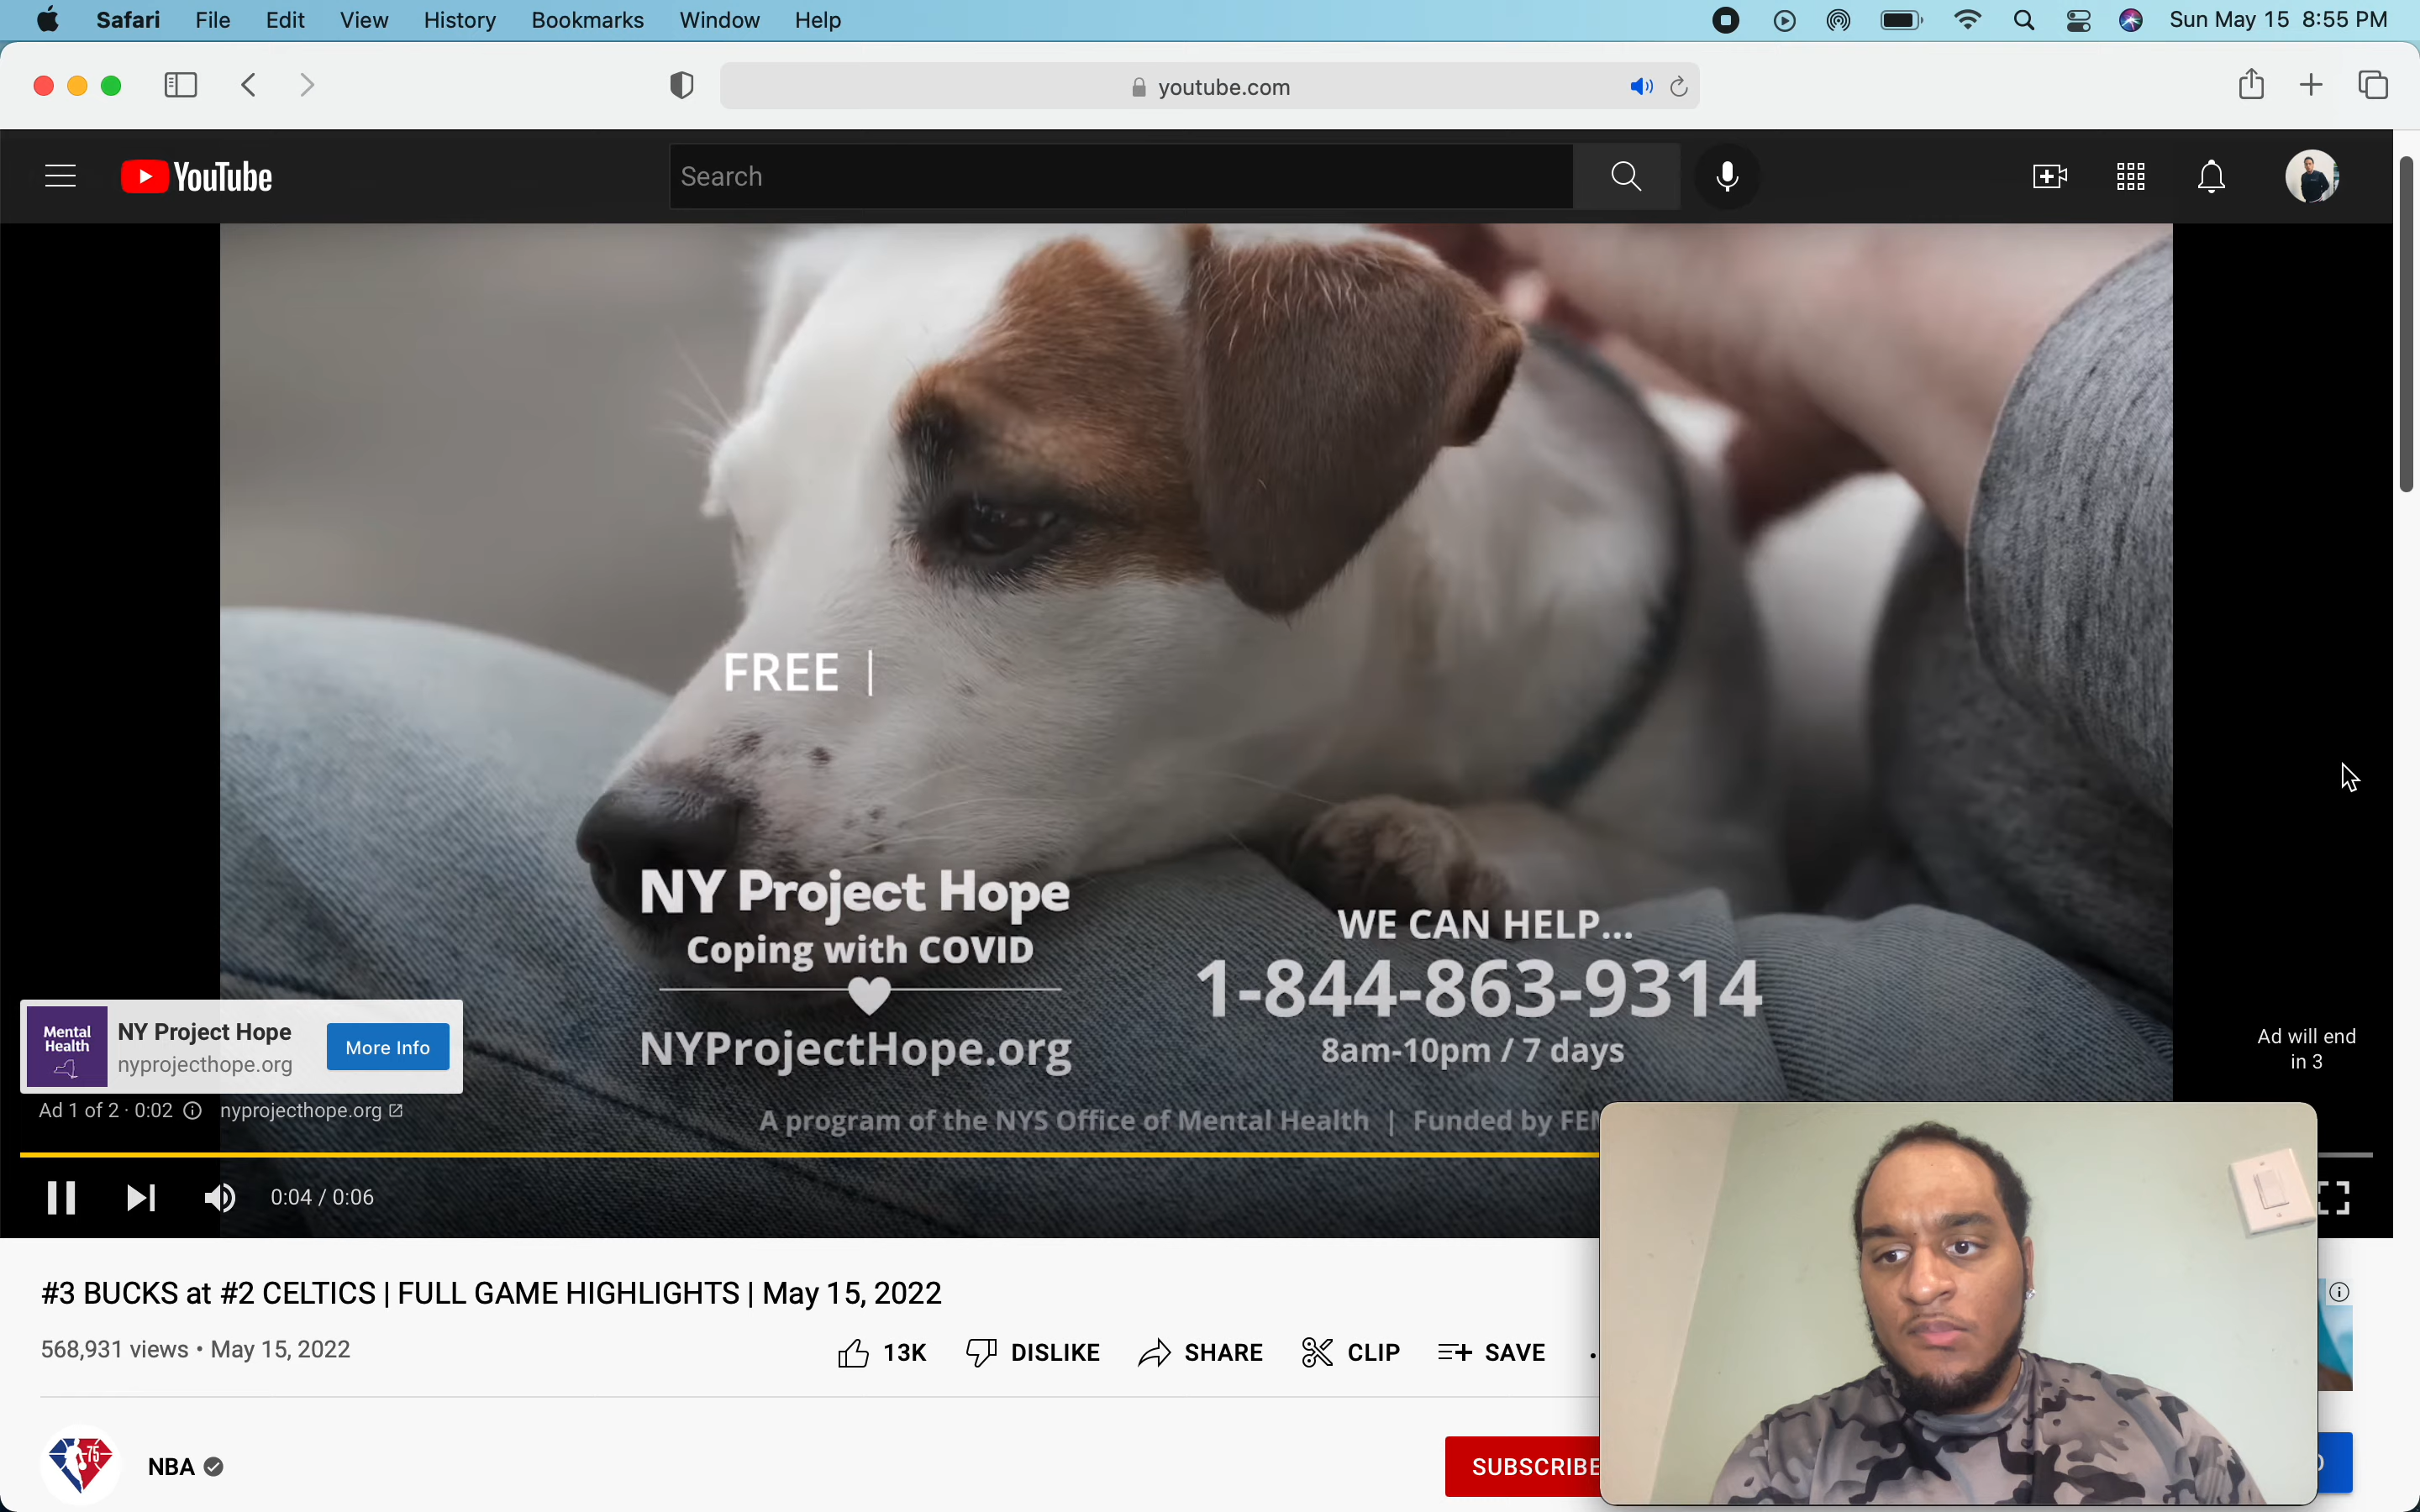 Safari File Edit View History Bookmarks Window Help Sun May 15 8:55 PM
youtube.com
YouTube Search
FREE
NY Project Hope
Coping with COVID
NYProjectHope.org
WE CAN HELP...
1-844-863-9314
8am-10pm / 7 days
A program of the NYS Office of Mental Health | Funded by
Mental
Health
NY Project Hope
nyprojecthope.org
More Info
Ad will end
in 3
Ad 1 of 2 · 0:02 nyprojecthope.org
0:04 / 0:06
#3 BUCKS at #2 CELTICS | FULL GAME HIGHLIGHTS | May 15, 2022
568,931 views • May 15, 2022
13K DISLIKE SHARE CLIP SAVE
75
NBA
SUBSCRIBE